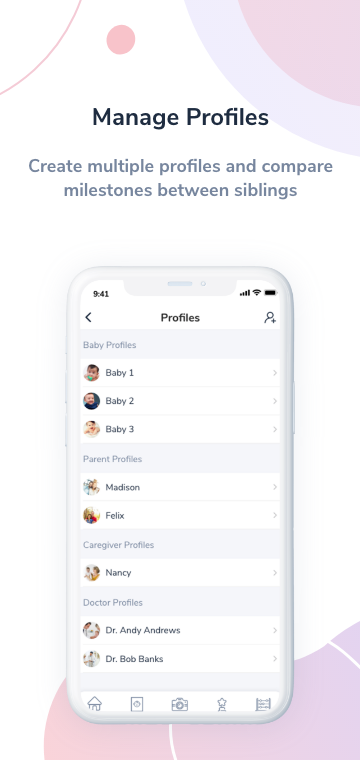 Manage Profiles
Create multiple profiles and compare
milestones between siblings
9:41
Profiles
Baby Profiles
Baby 1
Baby 2
Baby 3
Parent Profiles
Madison
Felix
Caregiver Profiles
Nancy
Doctor Profiles
Dr. Andy Andrews
Dr. Bob Banks